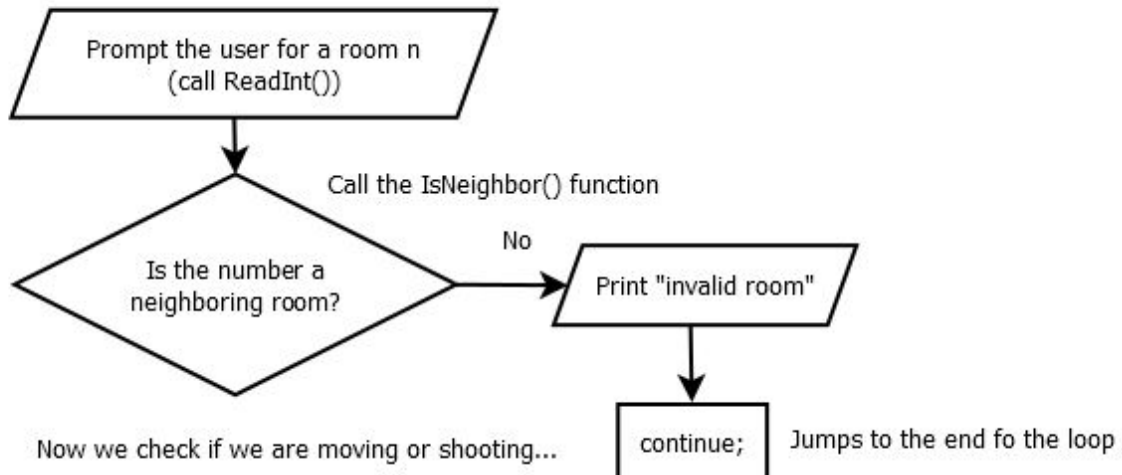 Prompt the user for a room n
(call ReadInt())
Call the IsNeighbor() function
No
Is the number a
neighboring room?
Print "invalid room"
continue;
Jumps to the end fo the loop
Now we check if we are moving or shooting...